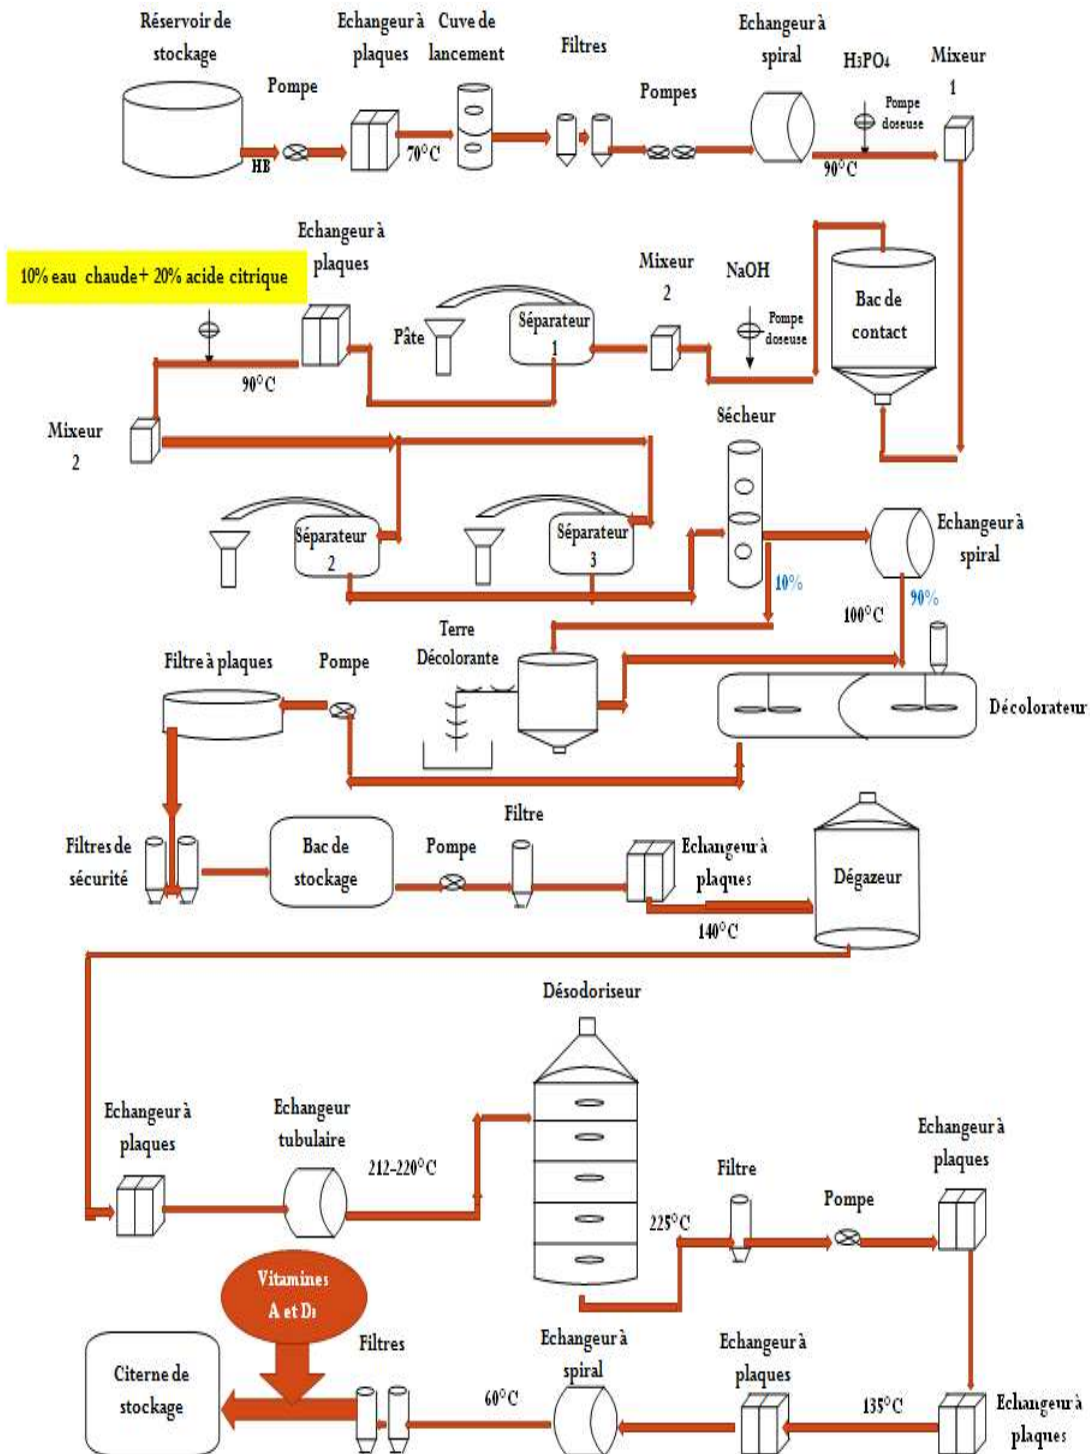 Réservoir de
stockage
Pompe
HB
Echangeur à
plaques
70°C
Cuve de
lancement
Filtres
Pompes
Echangeur à
spiral
90°C
H₃PO₄
Pompe
doseuse
Mixeur
1
10% eau chaude+ 20% acide citrique
Echangeur à
plaques
90°C
Pâte
Séparateur
1
Mixeur
2
NaOH
Pompe
doseuse
Bac de
contact
Mixeur
2
Séparateur
2
Séparateur
3
Sécheur
10%
Echangeur à
spiral
100°C
90%
Filtre à plaques
Pompe
Terre
Décolorante
Décolorateur
Filtres de
sécurité
Bac de
stockage
Pompe
Filtre
Echangeur à
plaques
140°C
Dégazeur
Désodoriseur
Echangeur à
plaques
Echangeur
tubulaire
212-220°C
225°C
Filtre
Pompe
Echangeur à
plaques
Vitamines
A et D₃
Citerne de
stockage
Filtres
60°C
Echangeur à
spiral
Echangeur à
plaques
135°C
Echangeur à
plaques